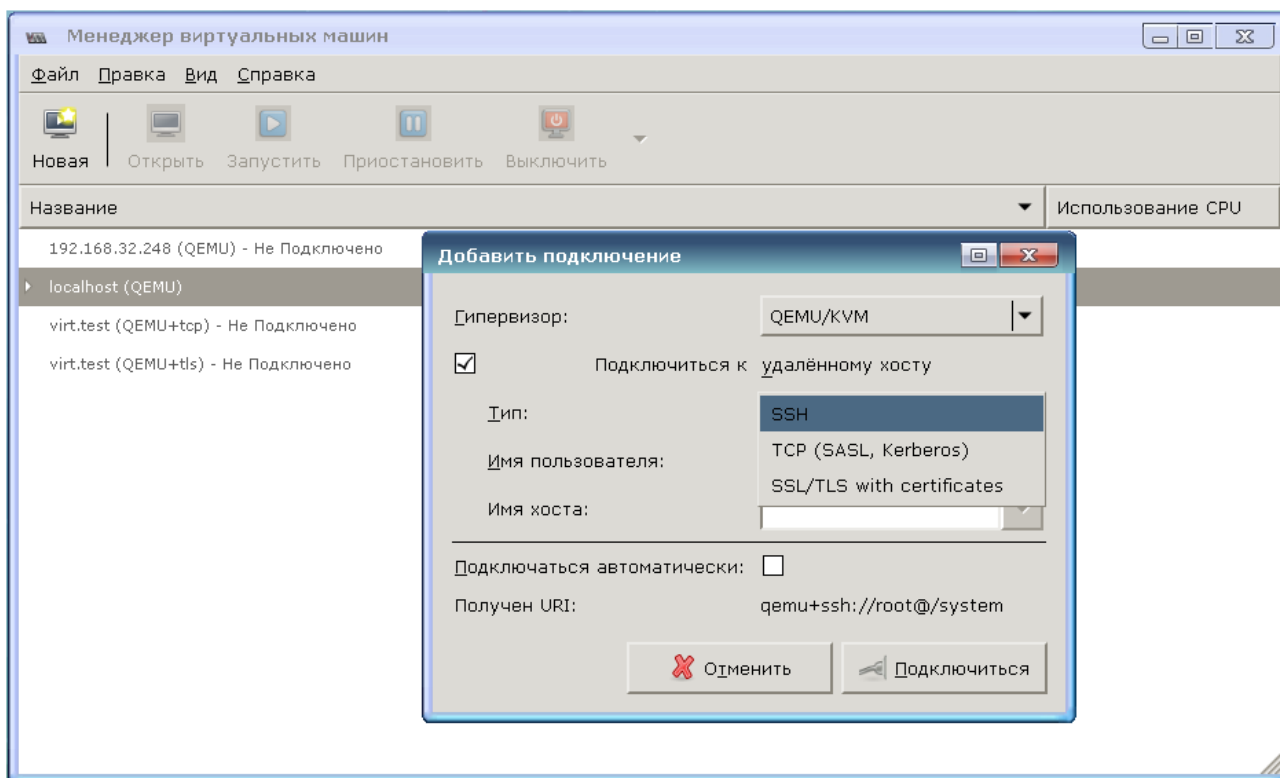 Менеджер виртуальных машин
Файл Правка Вид Справка
Новая Открыть Запустить Приостановить Выключить
Название Использование CPU
192.168.32.248 (QEMU) - Не Подключено
localhost (QEMU)
virt.test (QEMU+tcp) - Не Подключено
virt.test (QEMU+tls) - Не Подключено
Добавить подключение
Гипервизор: QEMU/KVM
Подключиться к удалённому хосту
Тип: SSH
TCP (SASL, Kerberos)
Имя пользователя:
SSL/TLS with certificates
Имя хоста:
Подключаться автоматически:
Получен URI: qemu+ssh://root@/system
Отменить Подключиться